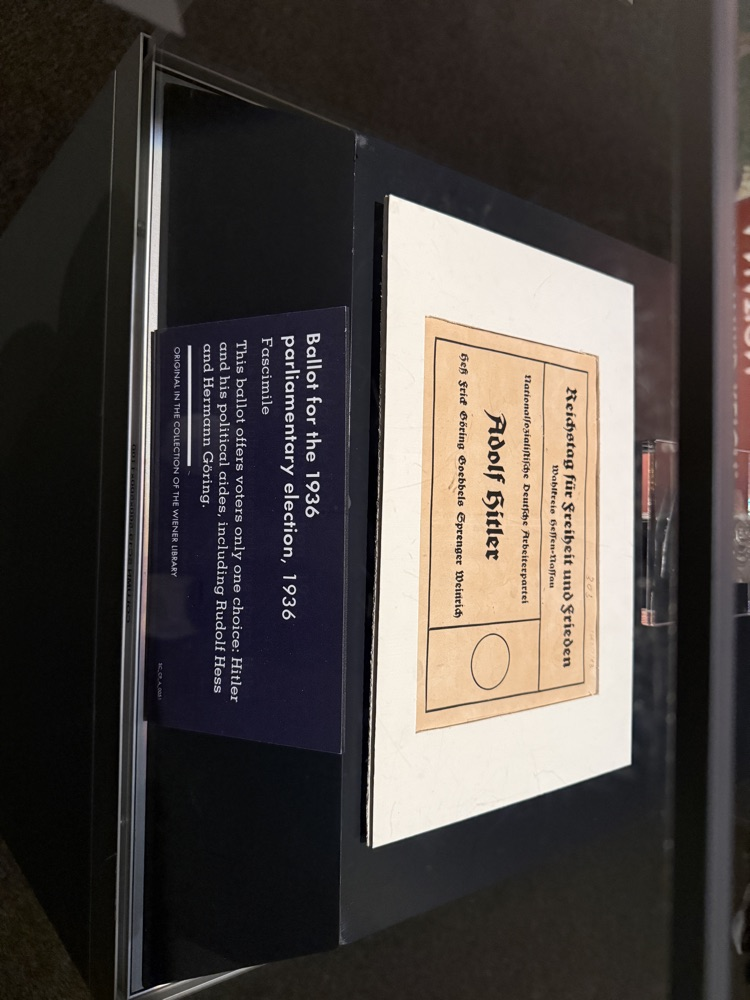 Reichstag für Freiheit und Frieden
Wahlkreis Hessen-Nassau
Nationalsozialistische Deutsche Arbeiterpartei
Adolf Hitler
Heß Frick Göring Goebbels Sprenger Weinrich
Ballot for the 1936
parliamentary election, 1936
Fascimile
This ballot offers voters only one choice: Hitler
and his political aides, including Rudolf Hess
and Hermann Göring.
ORIGINAL IN THE COLLECTION OF THE WIENER LIBRARY